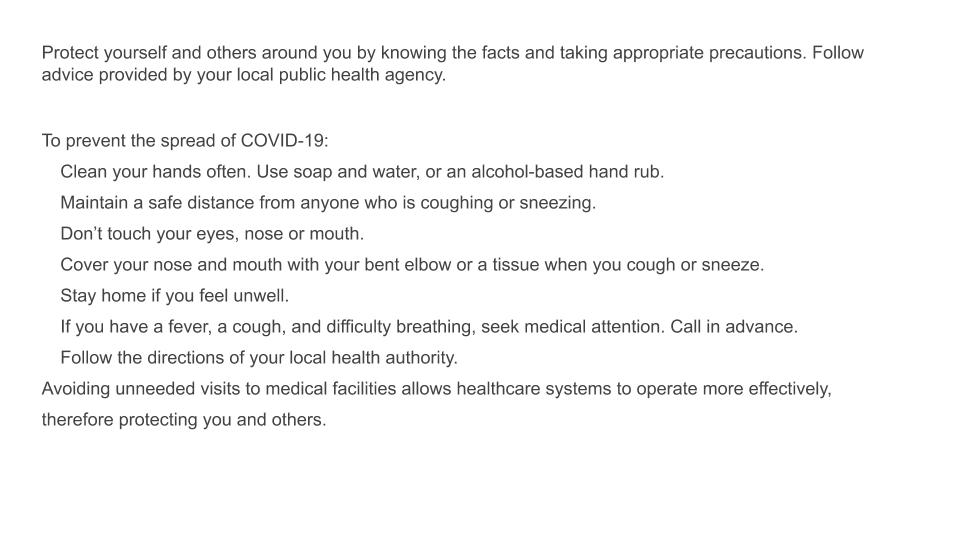 Protect yourself and others around you by knowing the facts and taking appropriate precautions. Follow
advice provided by your local public health agency.
To prevent the spread of COVID-19:
Clean your hands often. Use soap and water, or an alcohol-based hand rub.
Maintain a safe distance from anyone who is coughing or sneezing.
Don’t touch your eyes, nose or mouth.
Cover your nose and mouth with your bent elbow or a tissue when you cough or sneeze.
Stay home if you feel unwell.
If you have a fever, a cough, and difficulty breathing, seek medical attention. Call in advance.
Follow the directions of your local health authority.
Avoiding unneeded visits to medical facilities allows healthcare systems to operate more effectively,
therefore protecting you and others.